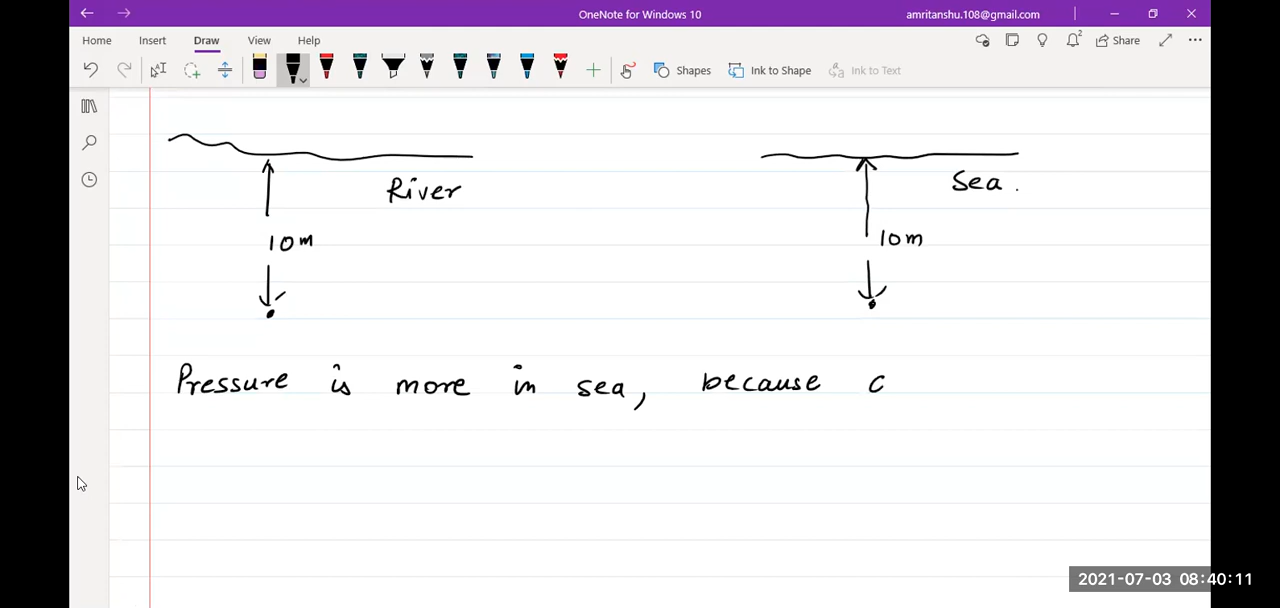 OneNote for Windows 10
amritanshu.108@gmail.com
Home Insert Draw View Help
2
Share
Shapes
Ink to Shape
Ink to Text
River
Sea .
10m
10m
Pressure is more in sea, because c
2021-07-03 08:40:11